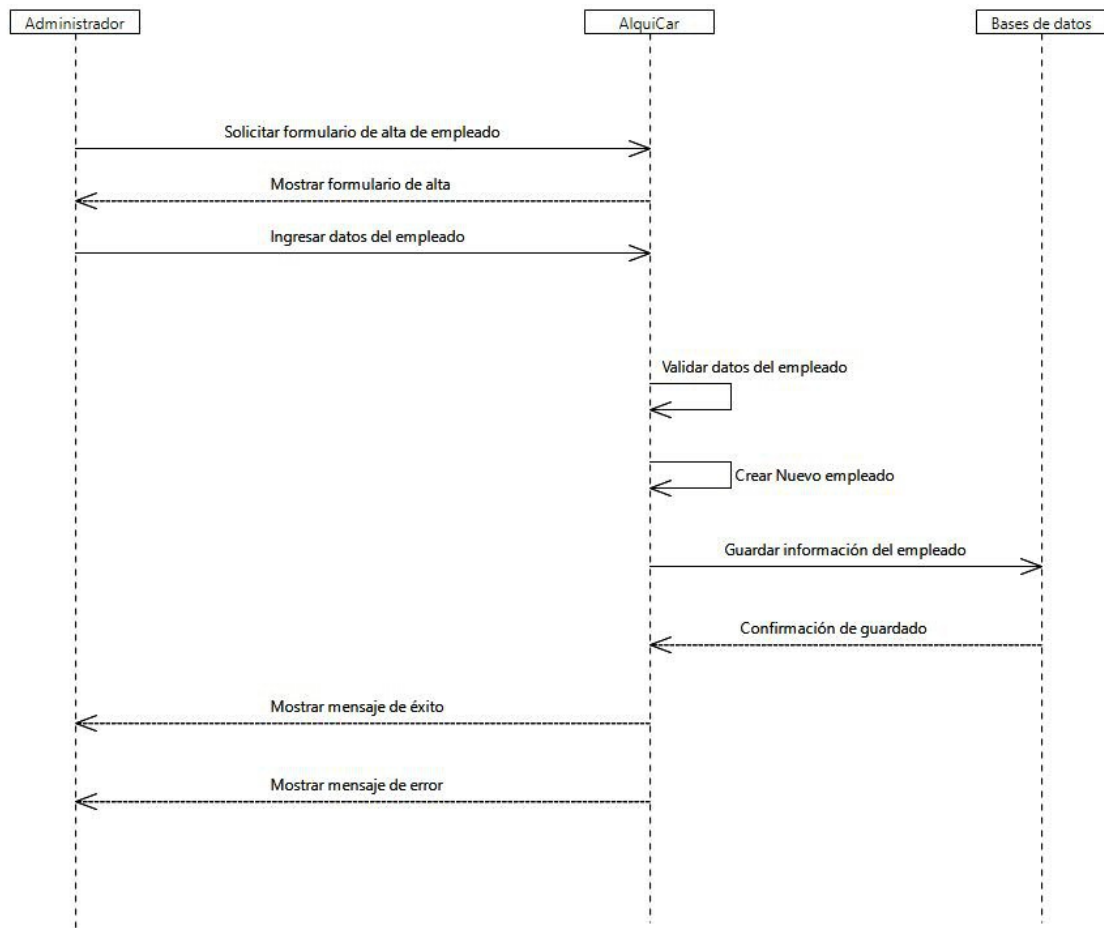 Administrador
AlquiCar
Bases de datos
Solicitar formulario de alta de empleado
Mostrar formulario de alta
Ingresar datos del empleado
Validar datos del empleado
Crear Nuevo empleado
Guardar información del empleado
Confirmación de guardado
Mostrar mensaje de éxito
Mostrar mensaje de error